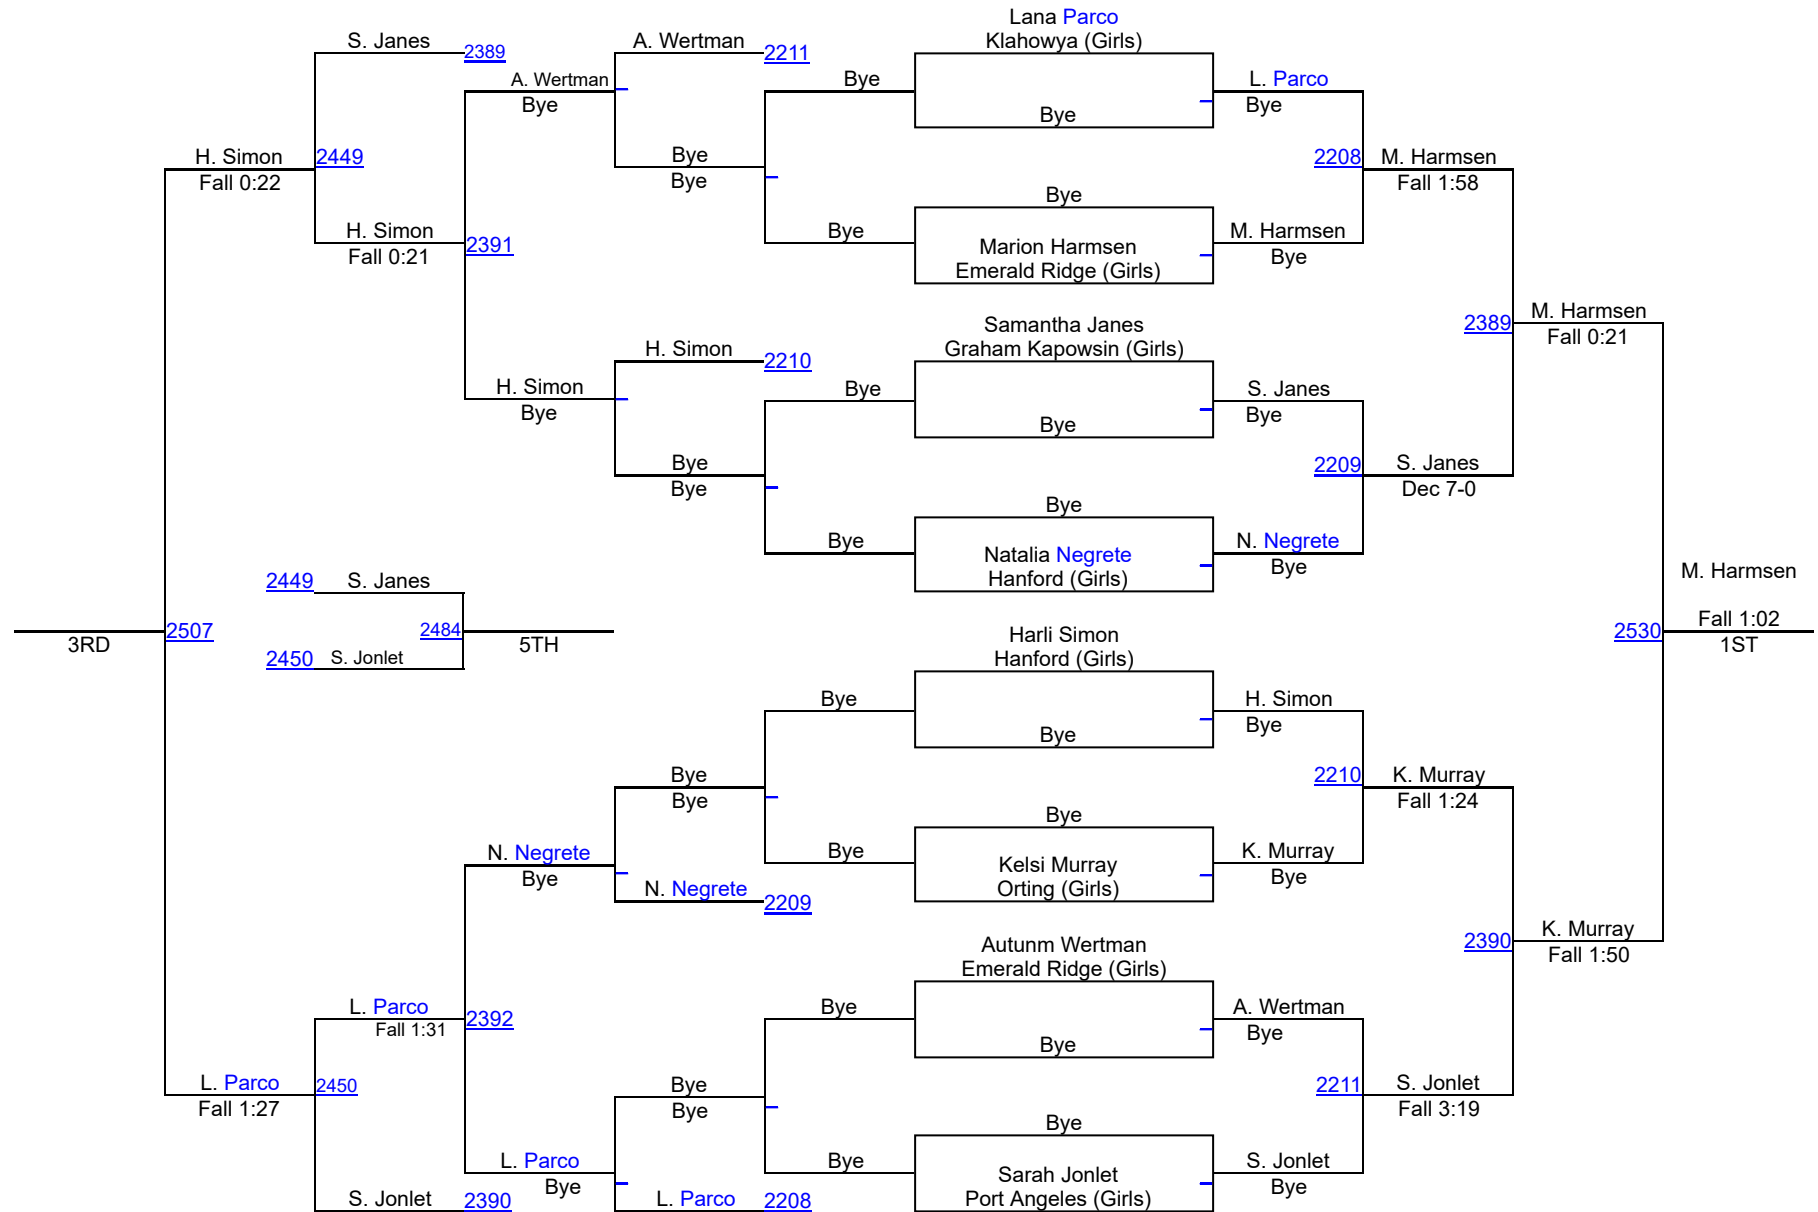 Lana Parco
Klahowya (Girls)
S. Janes
2389
A. Wertman
2211
A. Wertman
Bye
Bye
L. Parco
Bye
Bye
H. Simon
2449
Fall 0:22
Bye
Bye
2208
M. Harmsen
Fall 1:58
Bye
H. Simon
2391
Fall 0:21
Bye
Marion Harmsen
Emerald Ridge (Girls)
M. Harmsen
Bye
Samantha Janes
Graham Kapowsin (Girls)
2389
M. Harmsen
Fall 0:21
H. Simon
2210
H. Simon
Bye
Bye
S. Janes
Bye
Bye
Bye
Bye
2209
S. Janes
Dec 7-0
Bye
Bye
Natalia Negrete
Hanford (Girls)
N. Negrete
Bye
2449
S. Janes
M. Harmsen
3RD
2507
2484
5TH
2450
S. Jonlet
Harli Simon
Hanford (Girls)
2530
Fall 1:02
1ST
Bye
H. Simon
Bye
Bye
Bye
Bye
2210
K. Murray
Fall 1:24
Bye
N. Negrete
Bye
Bye
Kelsi Murray
Orting (Girls)
K. Murray
Bye
N. Negrete
2209
Autunm Wertman
Emerald Ridge (Girls)
2390
K. Murray
Fall 1:50
L. Parco
2392
Fall 1:31
Bye
A. Wertman
Bye
Bye
L. Parco
2450
Fall 1:27
Bye
Bye
2211
S. Jonlet
Fall 3:19
Bye
L. Parco
Bye
Bye
Sarah Jonlet
Port Angeles (Girls)
S. Jonlet
Bye
S. Jonlet
2390
L. Parco
2208